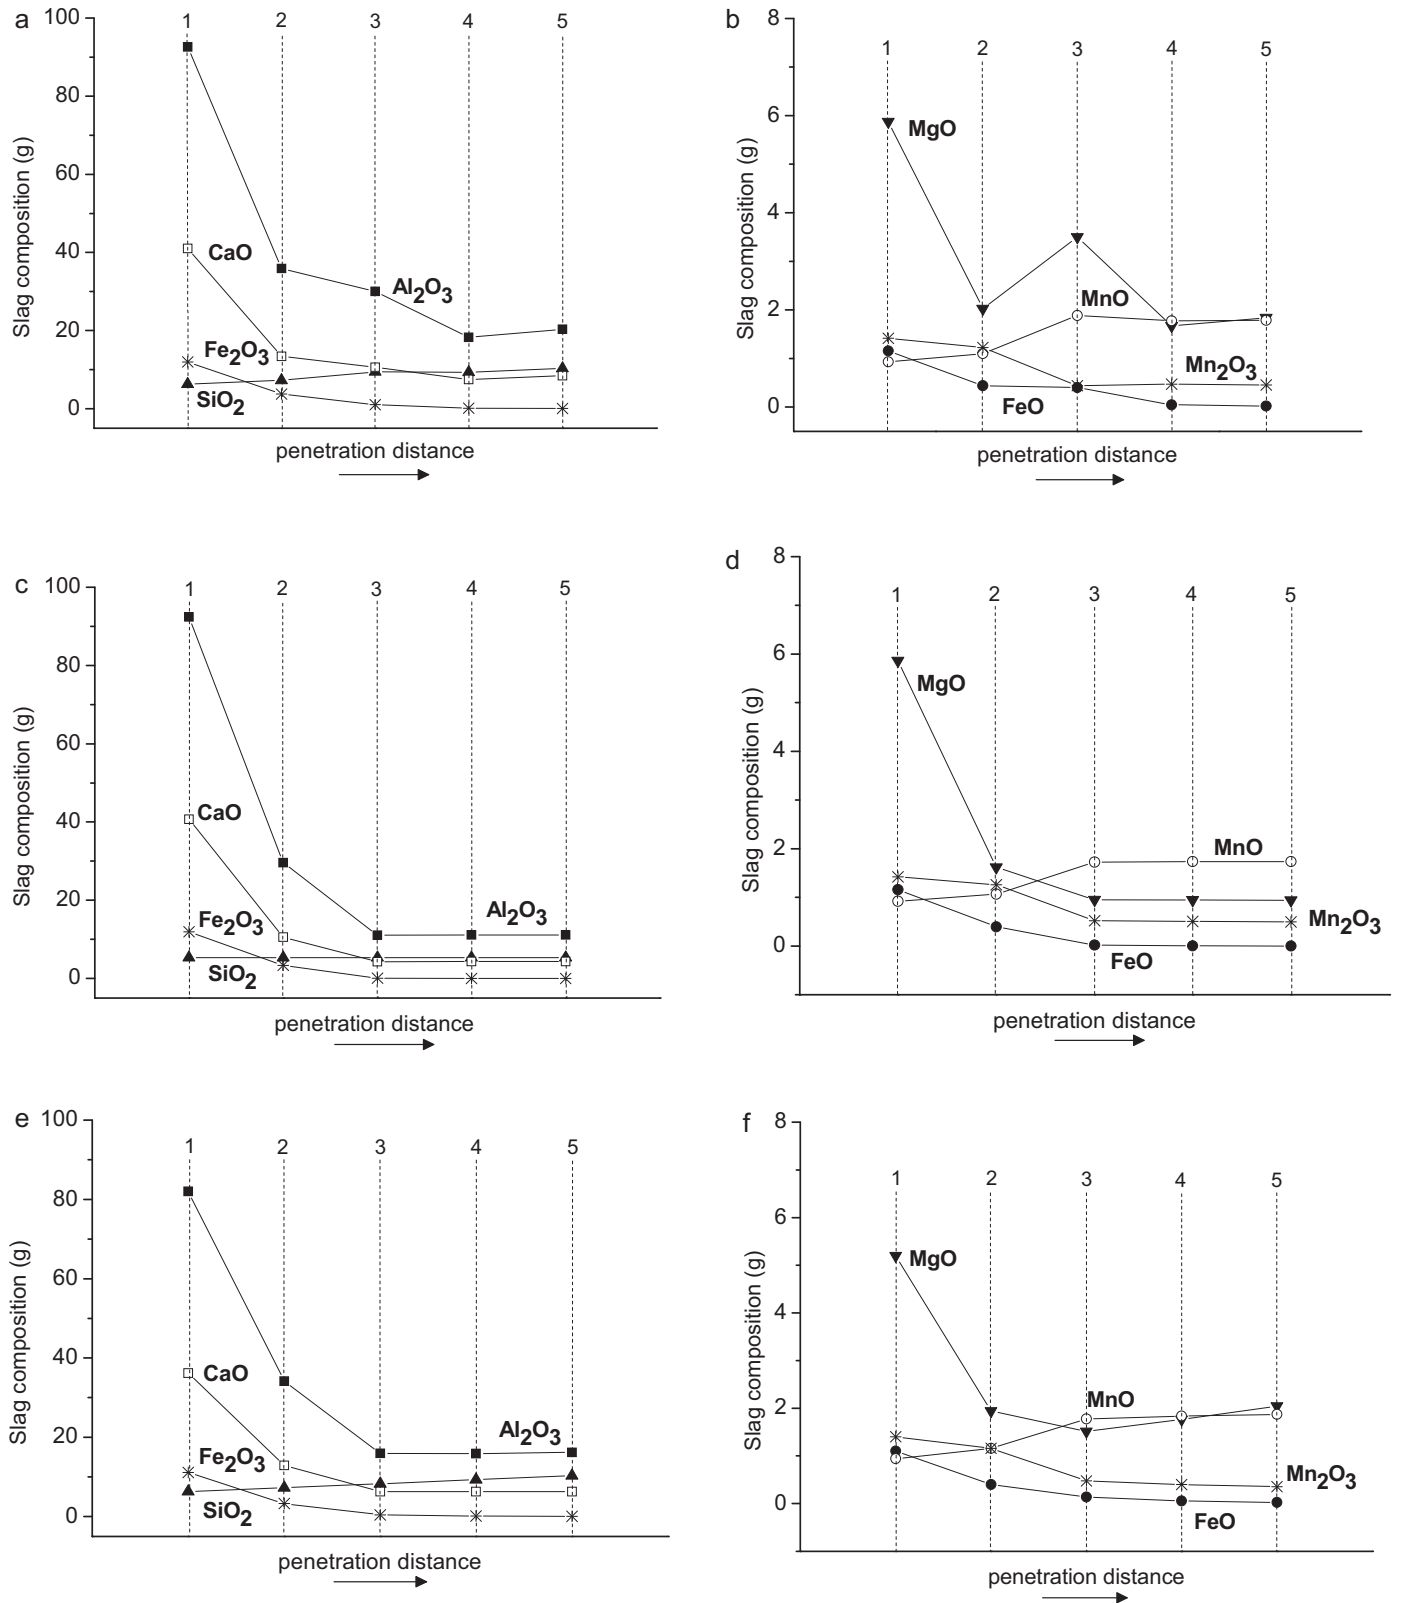 a
100
80
60
40
20
0
Slag composition (g)
1 2 3 4 5
CaO
Al2O3
Fe2O3
SiO2
penetration distance
b
8
6
4
2
0
Slag composition (g)
1 2 3 4 5
MgO
MnO
Mn2O3
FeO
penetration distance
c
100
80
60
40
20
0
Slag composition (g)
1 2 3 4 5
CaO
Al2O3
Fe2O3
SiO2
penetration distance
d
8
6
4
2
0
Slag composition (g)
1 2 3 4 5
MgO
MnO
Mn2O3
FeO
penetration distance
e
100
80
60
40
20
0
Slag composition (g)
1 2 3 4 5
CaO
Al2O3
Fe2O3
SiO2
penetration distance
f
8
6
4
2
0
Slag composition (g)
1 2 3 4 5
MgO
MnO
Mn2O3
FeO
penetration distance